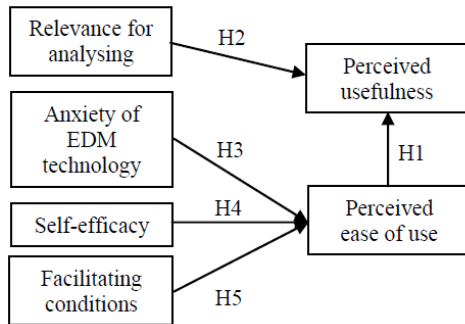 Relevance for
analysing
H2
Perceived
usefulness
Anxiety of
EDM
technology
H3
H1
Self-efficacy
H4
Perceived
ease of use
Facilitating
conditions
H5